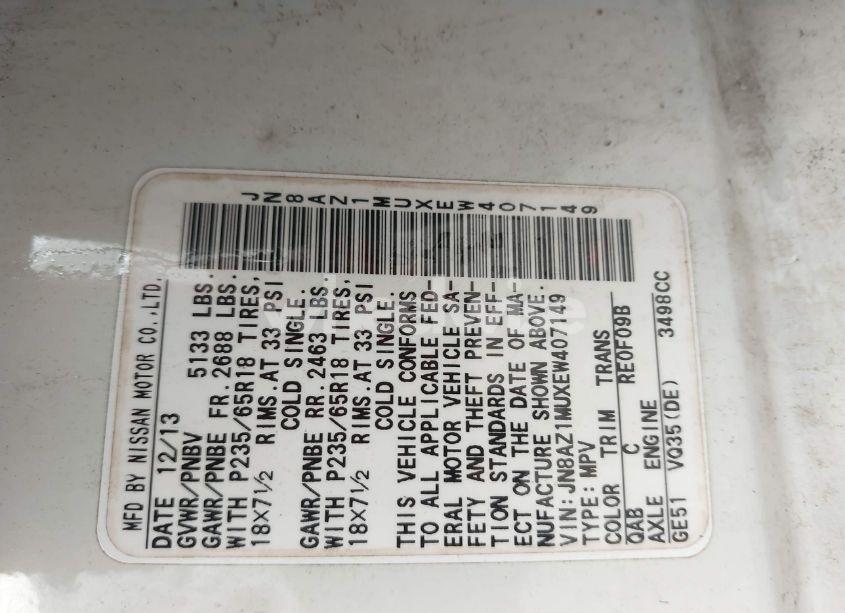 JN8AZ1MUXEW407149
MFD BY NISSAN MOTOR CO.,LTD.
DATE 12/13
GVWR/PNBV 5133 LBS.
GAWR/PNBE FR. 2688 LBS.
WITH P235/65R18 TIRES,
18X7 1/2 RIMS.AT 33 PSI
COLD SINGLE.
GAWR/PNBE RR. 2463 LBS.
WITH P235/65R18 TIRES,
18X7 1/2 RIMS.AT 33 PSI
COLD SINGLE.
THIS VEHICLE CONFORMS
TO ALL APPLICABLE FED-
ERAL MOTOR VEHICLE SA-
FETY AND THEFT PREVEN-
TION STANDARDS IN EFF-
ECT ON THE DATE OF MA-
NUFACTURE SHOWN ABOVE.
VIN:JN8AZ1MUXEW407149
TYPE:MPV
COLOR TRIM TRANS
QAB C RE0F09B
AXLE ENGINE
GE51 VQ35(DE) 3498CC